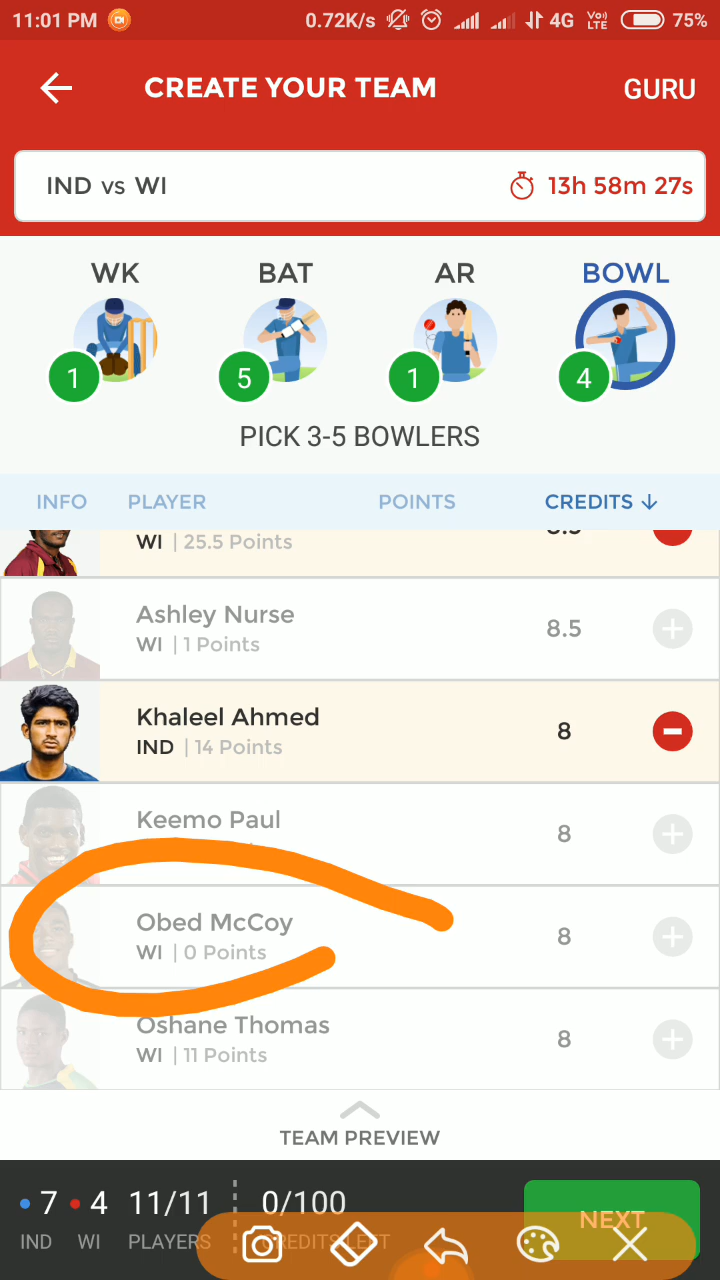 11:01 PM 0.72K/s 4G Vo) LTE 75%
CREATE YOUR TEAM GURU
IND vs WI 13h 58m 27s
WK BAT AR BOWL
1 5 1 4
PICK 3-5 BOWLERS
INFO PLAYER POINTS CREDITS
WI | 25.5 Points
Ashley Nurse
WI | 1 Points 8.5
Khaleel Ahmed
IND | 14 Points 8
Keemo Paul
8
Obed McCoy
WI | 0 Points 8
Oshane Thomas
WI | 11 Points 8
TEAM PREVIEW
7 4 11/11 0/100 NEXT
IND WI PLAYERS CREDITS LEFT